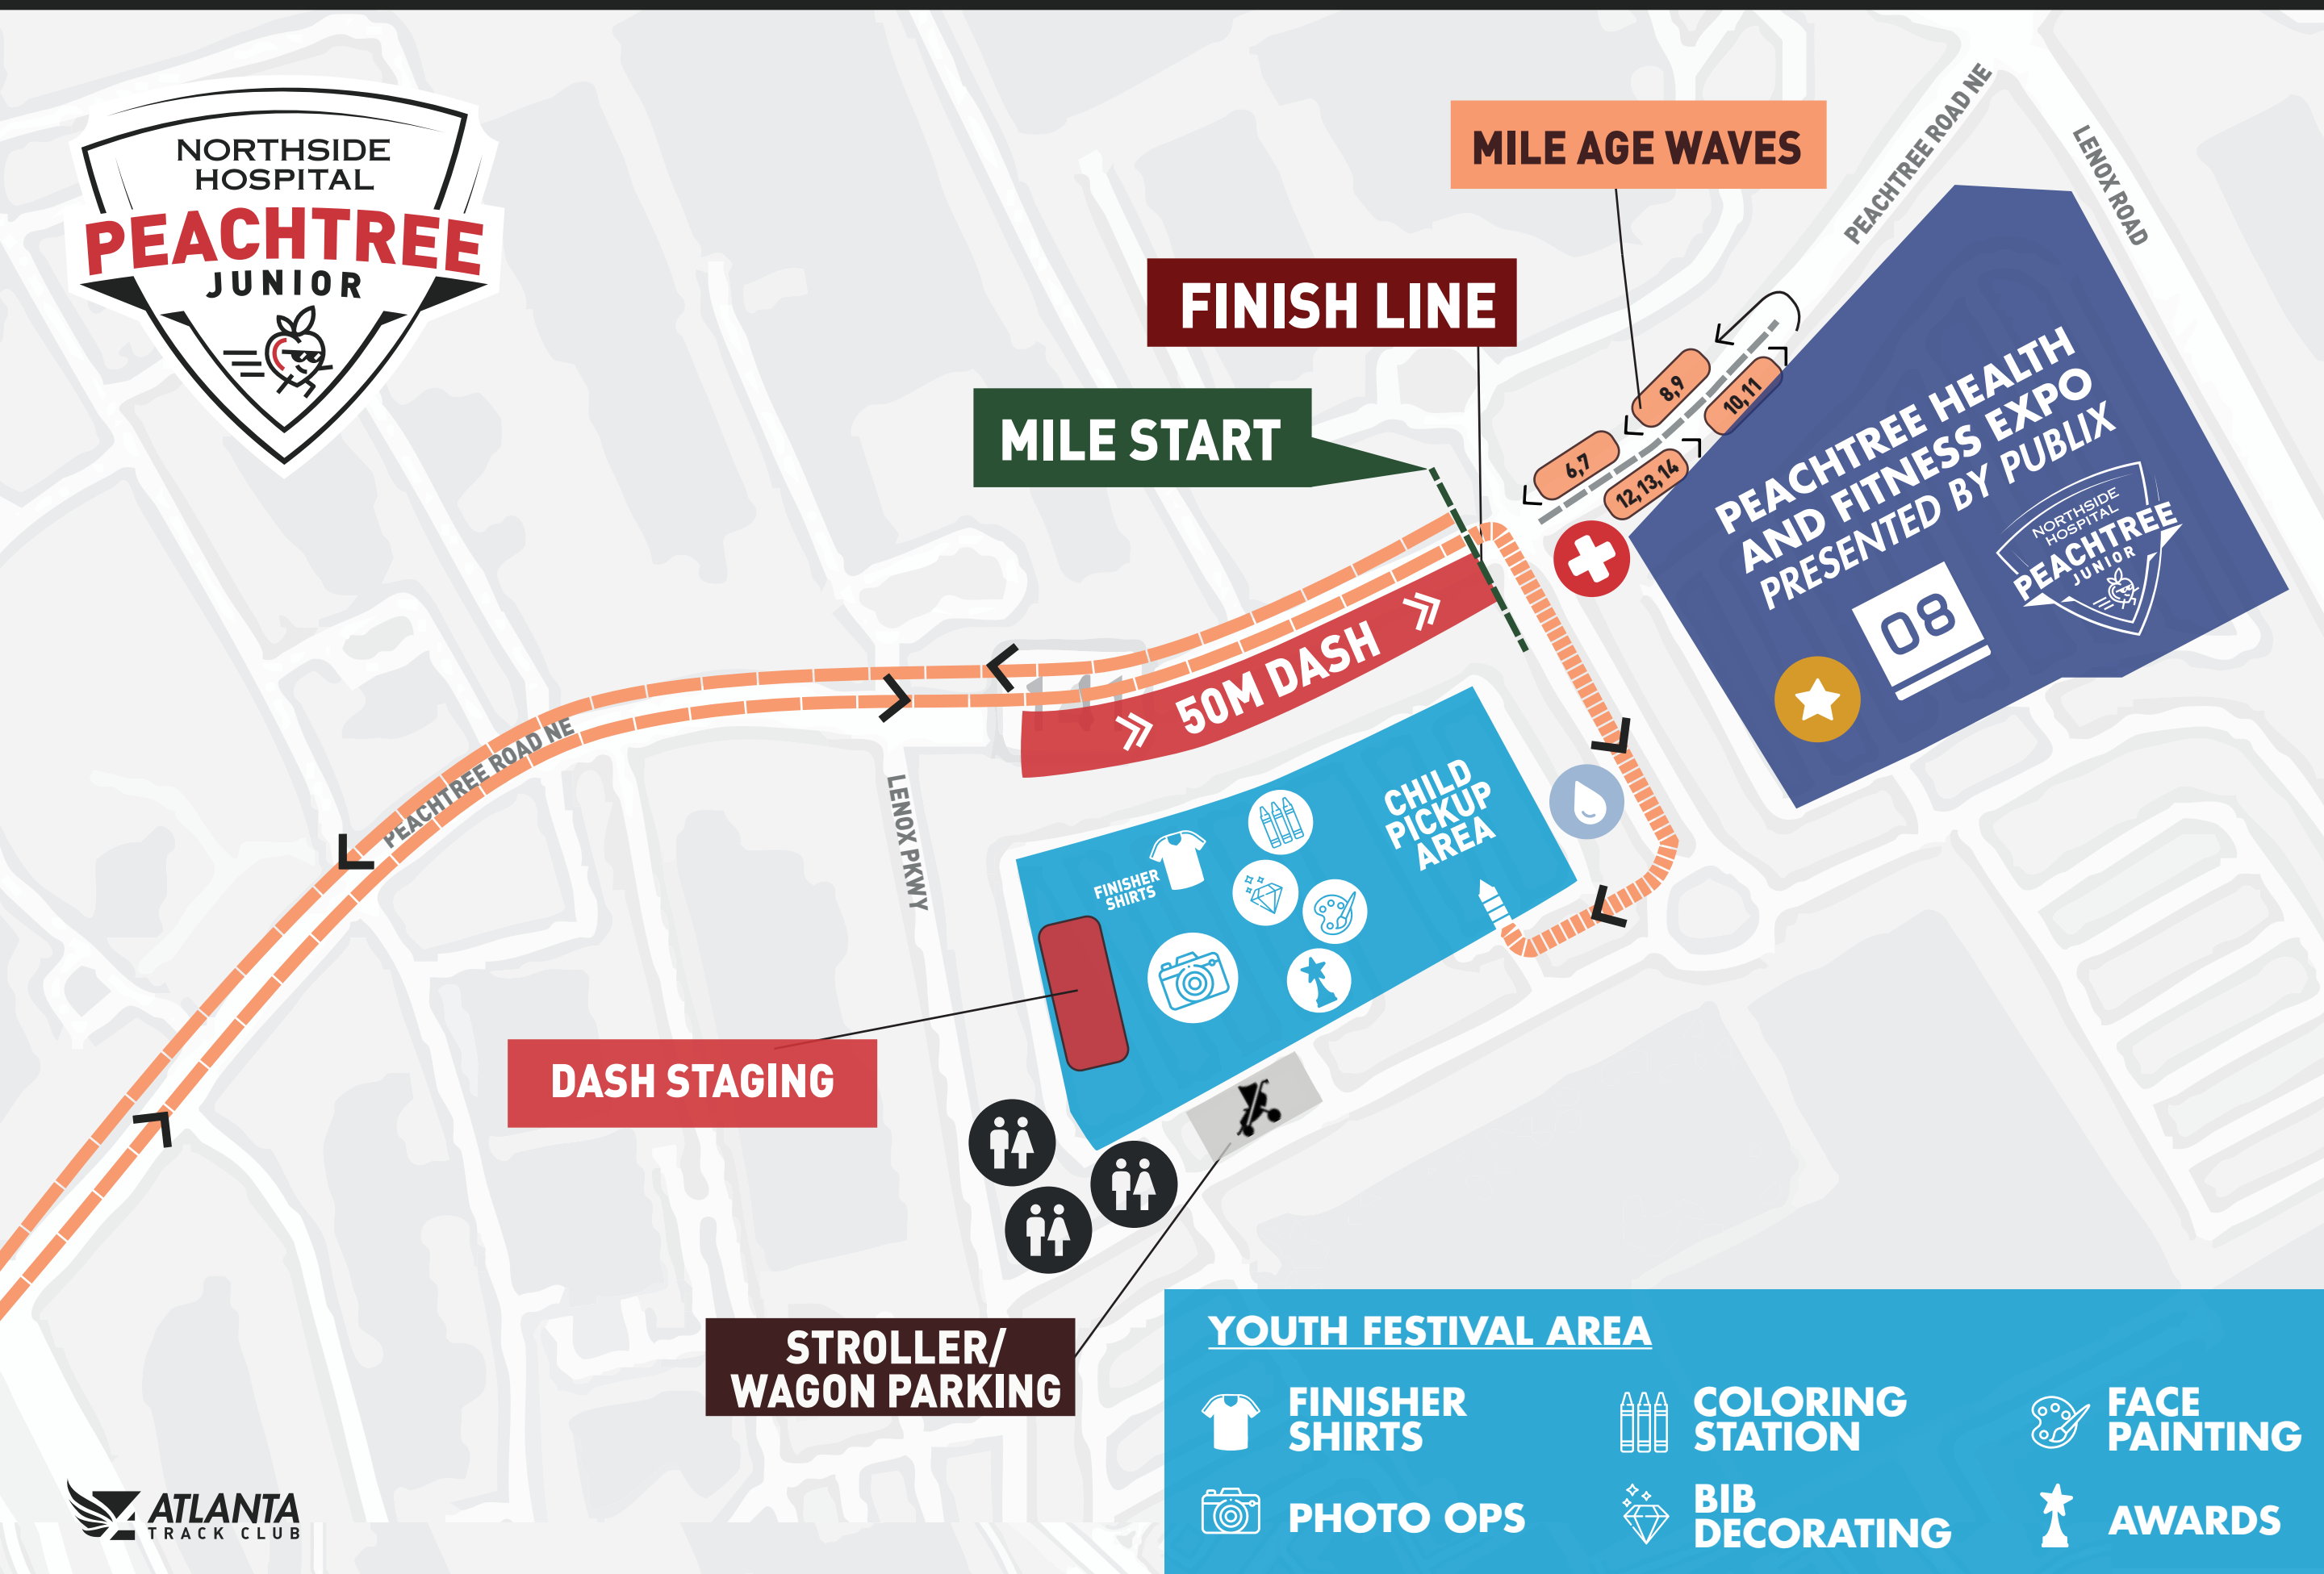 NORTHSIDE
HOSPITAL
PEACHTREE
JUNIOR
MILE AGE WAVES
PEACHTREE ROAD NE
LENOX ROAD
FINISH LINE
MILE START
8,9
10,11
6,7
12,13,14
PEACHTREE HEALTH
AND FITNESS EXPO
PRESENTED BY PUBLIX
NORTHSIDE
HOSPITAL
PEACHTREE
JUNIOR
08
141
50M DASH
PEACHTREE ROAD NE
LENOX PKWY
CHILD
PICKUP
AREA
FINISHER
SHIRTS
DASH STAGING
STROLLER/
WAGON PARKING
YOUTH FESTIVAL AREA
FINISHER
SHIRTS
COLORING
STATION
FACE
PAINTING
PHOTO OPS
BIB
DECORATING
AWARDS
ATLANTA
TRACK CLUB